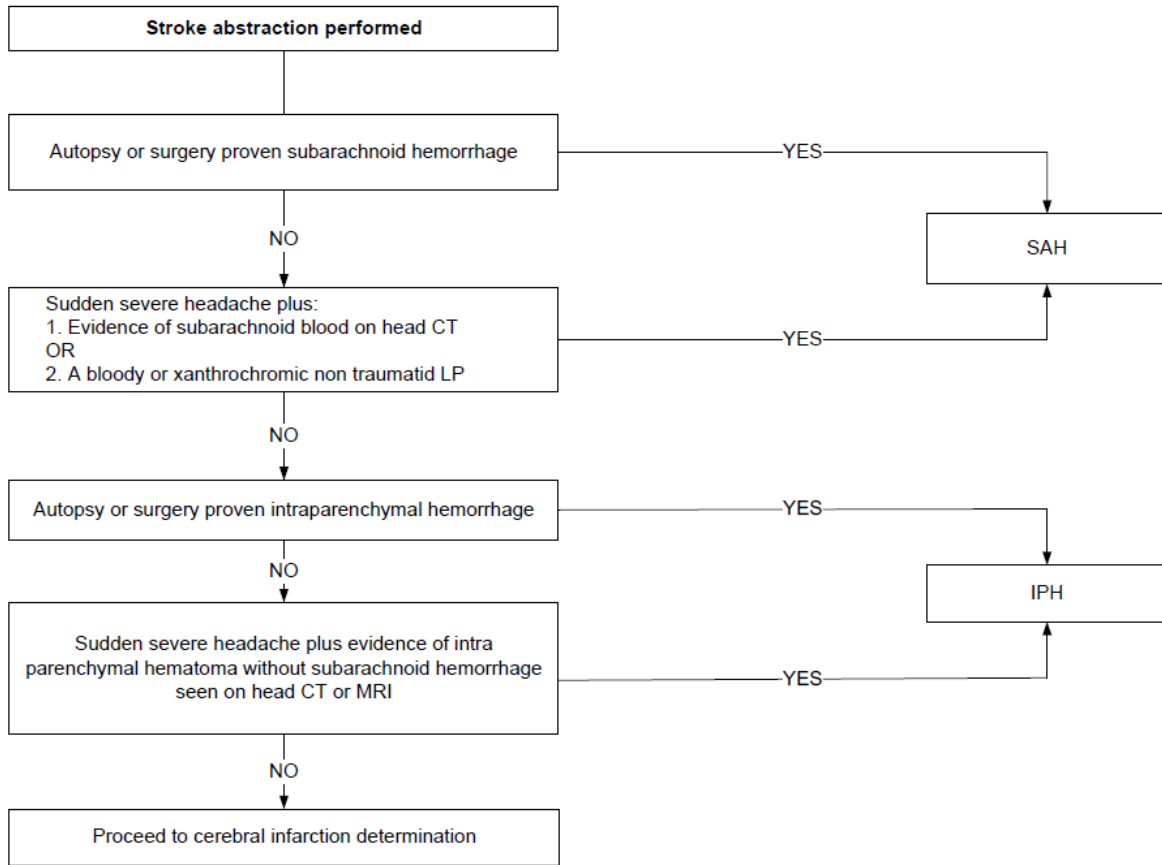 Stroke abstraction performed
Autopsy or surgery proven subarachnoid hemorrhage
YES
SAH
NO
Sudden severe headache plus:
1. Evidence of subarachnoid blood on head CT
OR
2. A bloody or xanthrochromic non traumatid LP
YES
NO
Autopsy or surgery proven intraparenchymal hemorrhage
YES
IPH
NO
Sudden severe headache plus evidence of intra
parenchymal hematoma without subarachnoid hemorrhage
seen on head CT or MRI
YES
NO
Proceed to cerebral infarction determination